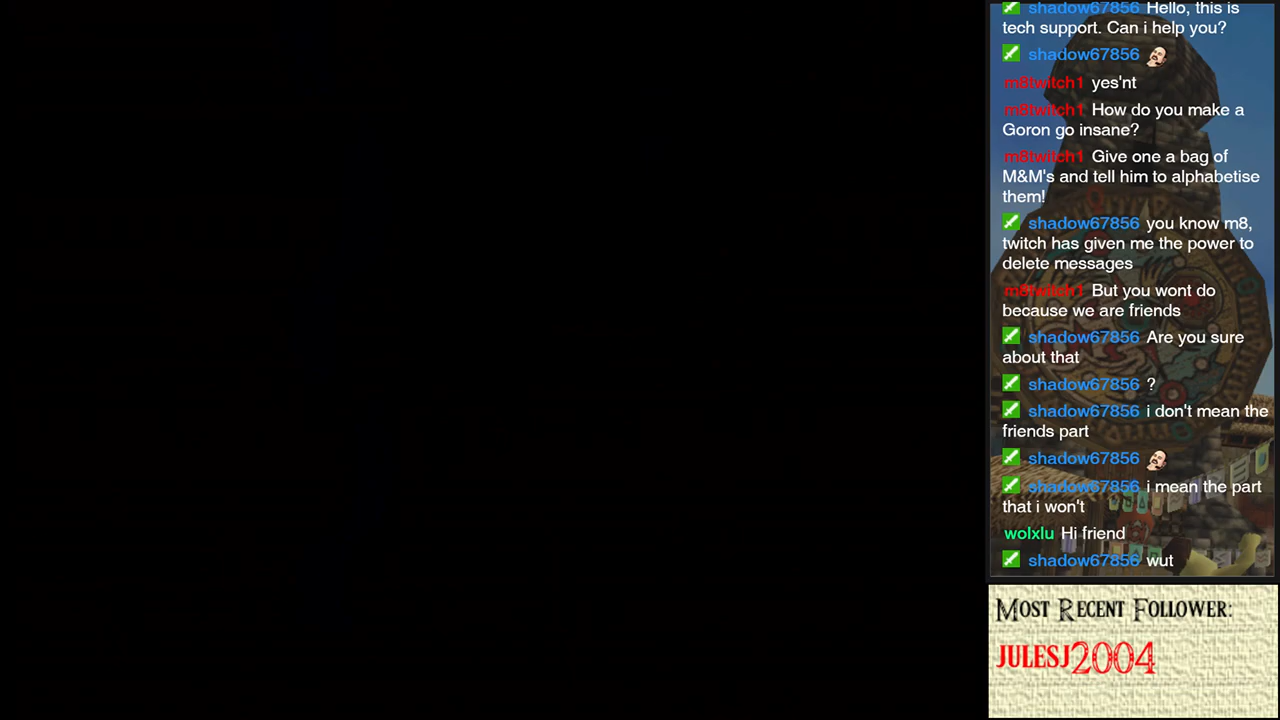 shadow67856 Hello, this is
tech support. Can i help you?
shadow67856
m8twitch1 yes'nt
m8twitch1 How do you make a
Goron go insane?
m8twitch1 Give one a bag of
M&M's and tell him to alphabetise
them!
shadow67856 you know m8,
twitch has given me the power to
delete messages
m8twitch1 But you wont do
because we are friends
shadow67856 Are you sure
about that
shadow67856 ?
shadow67856 i don't mean the
friends part
shadow67856
shadow67856 i mean the part
that i won't
wolxlu Hi friend
shadow67856 wut
MOST RECENT FOLLOWER:
JULESJ2004